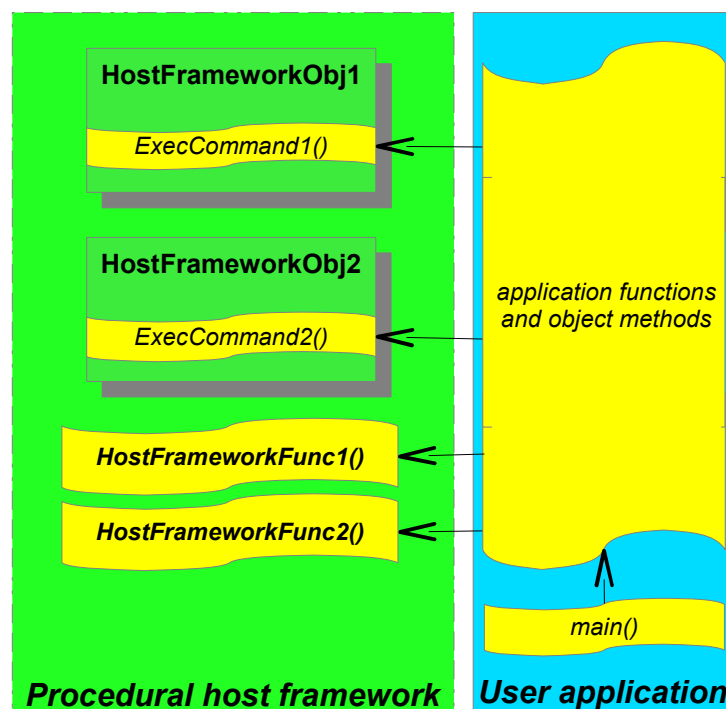 HostFrameworkObj1
ExecCommand1()
HostFrameworkObj2
ExecCommand2()
HostFrameworkFunc1()
HostFrameworkFunc2()
Procedural host framework
application functions
and object methods
main()
User application